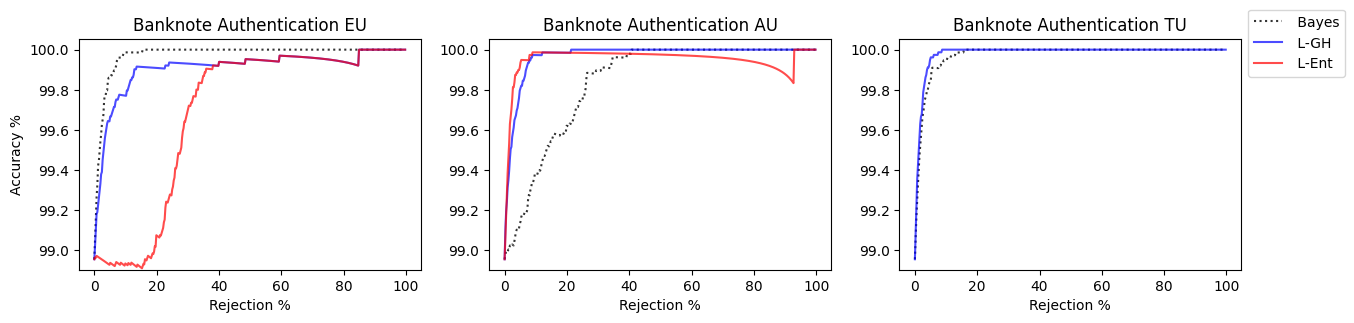 Banknote Authentication EU
Banknote Authentication AU
Banknote Authentication TU
Bayes
L-GH
L-Ent
Accuracy %
100.0
99.8
99.6
99.4
99.2
99.0
0 20 40 60 80 100
Rejection %
100.0
99.8
99.6
99.4
99.2
99.0
0 20 40 60 80 100
Rejection %
100.0
99.8
99.6
99.4
99.2
99.0
0 20 40 60 80 100
Rejection %